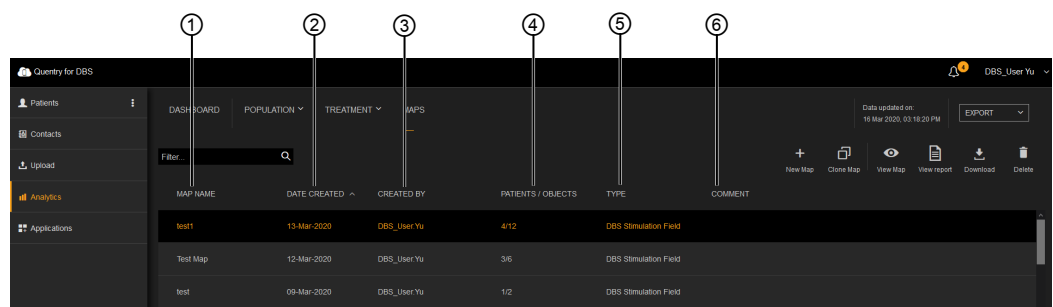 ① ② ③ ④ ⑤ ⑥
Quentry for DBS
4
DBS_User Yu
Patients
Contacts
Upload
Analytics
Applications
DASHBOARD POPULATION TREATMENT MAPS
Data updated on:
16 Mar 2020, 03:18:20 PM
EXPORT
Filter...
New Map Clone Map View Map View report Download Delete
MAP NAME DATE CREATED CREATED BY PATIENTS / OBJECTS TYPE COMMENT
test1 13-Mar-2020 DBS_User.Yu 4/12 DBS Stimulation Field
Test Map 12-Mar-2020 DBS_User.Yu 3/6 DBS Stimulation Field
test 09-Mar-2020 DBS_User.Yu 1/2 DBS Stimulation Field